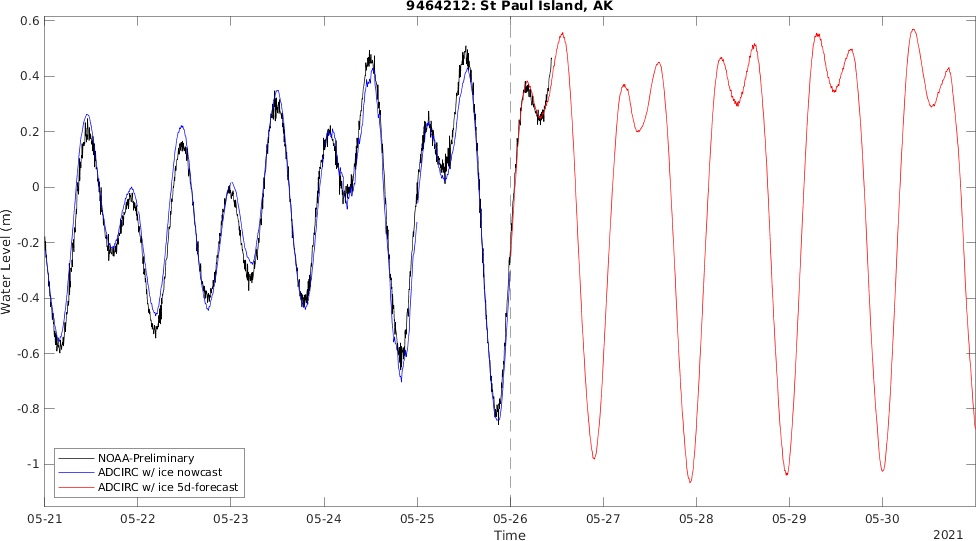 9464212: St Paul Island, AK
0.6
0.4
0.2
0
-0.2
-0.4
-0.6
-0.8
-1
Water Level (m)
NOAA-Preliminary
ADCIRC w/ ice nowcast
ADCIRC w/ ice 5d-forecast
05-21 05-22 05-23 05-24 05-25 05-26 05-27 05-28 05-29 05-30
Time
2021